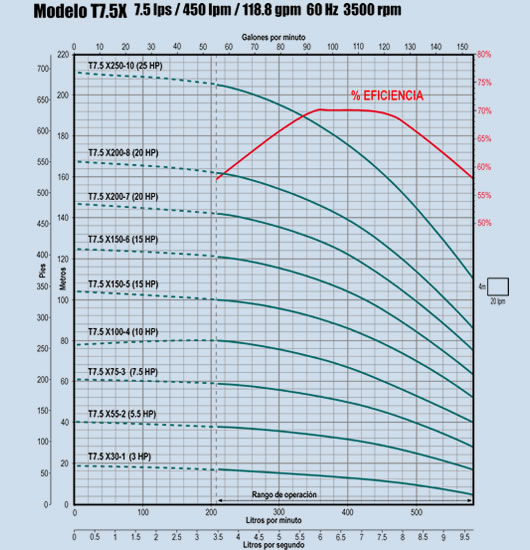 Modelo T7.5X 7.5 lps / 450 lpm / 118.8 gpm 60 Hz 3500 rpm
Galones por minuto
0 10 20 30 40 50 60 70 80 90 100 110 120 130 140 150
220 200 180 160 140 120 100 80 60 40 20 0
Metros
700 650 600 550 500 450 400 350 300 250 200 150 100 50 0
Pies
80% 75% 70% 65% 60% 55% 50%
% EFICIENCIA
T7.5 X250-10 (25 HP)
T7.5 X200-8 (20 HP)
T7.5 X200-7 (20 HP)
T7.5 X150-6 (15 HP)
T7.5 X150-5 (15 HP)
T7.5 X100-4 (10 HP)
T7.5 X75-3 (7.5 HP)
T7.5 X55-2 (5.5 HP)
T7.5 X30-1 (3 HP)
4m
20 lpm
Rango de operación
0 100 200 300 400 500
Litros por minuto
0 0.5 1 1.5 2 2.5 3 3.5 4 4.5 5 5.5 6 6.5 7 7.5 8 8.5 9 9.5
Litros por segundo